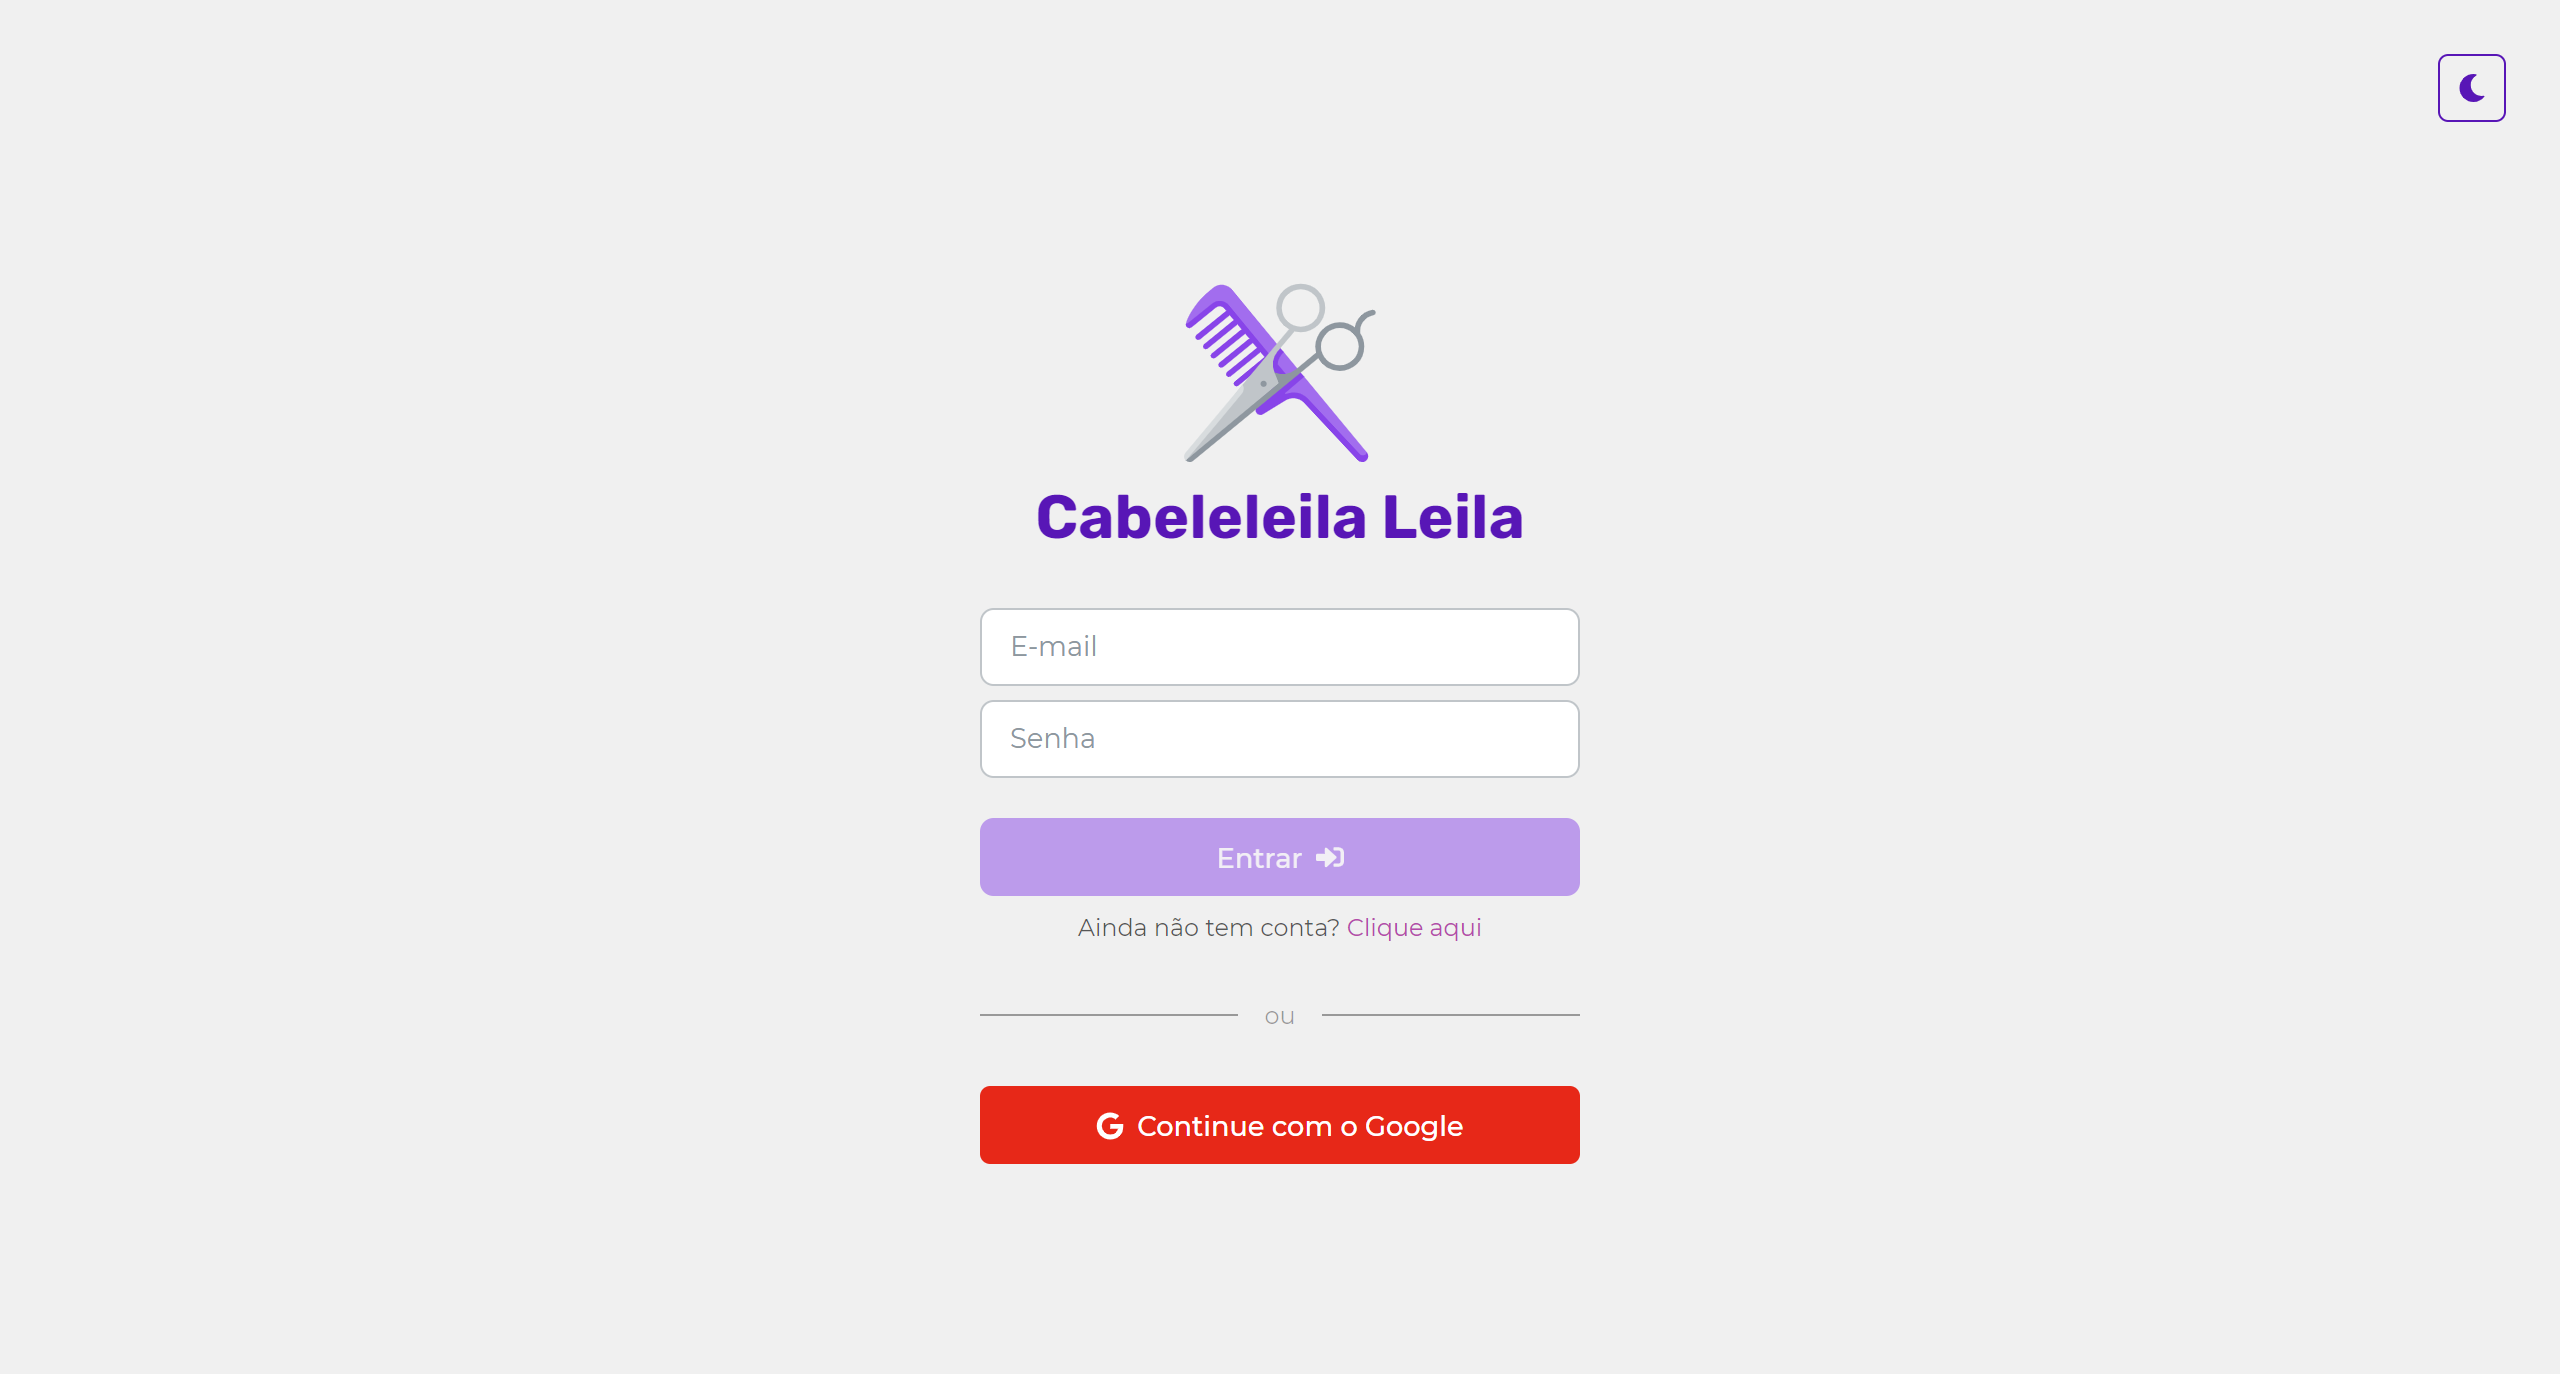 Cabeleleila Leila
E-mail
Senha
Entrar
Ainda não tem conta? Clique aqui
ou
Continue com o Google